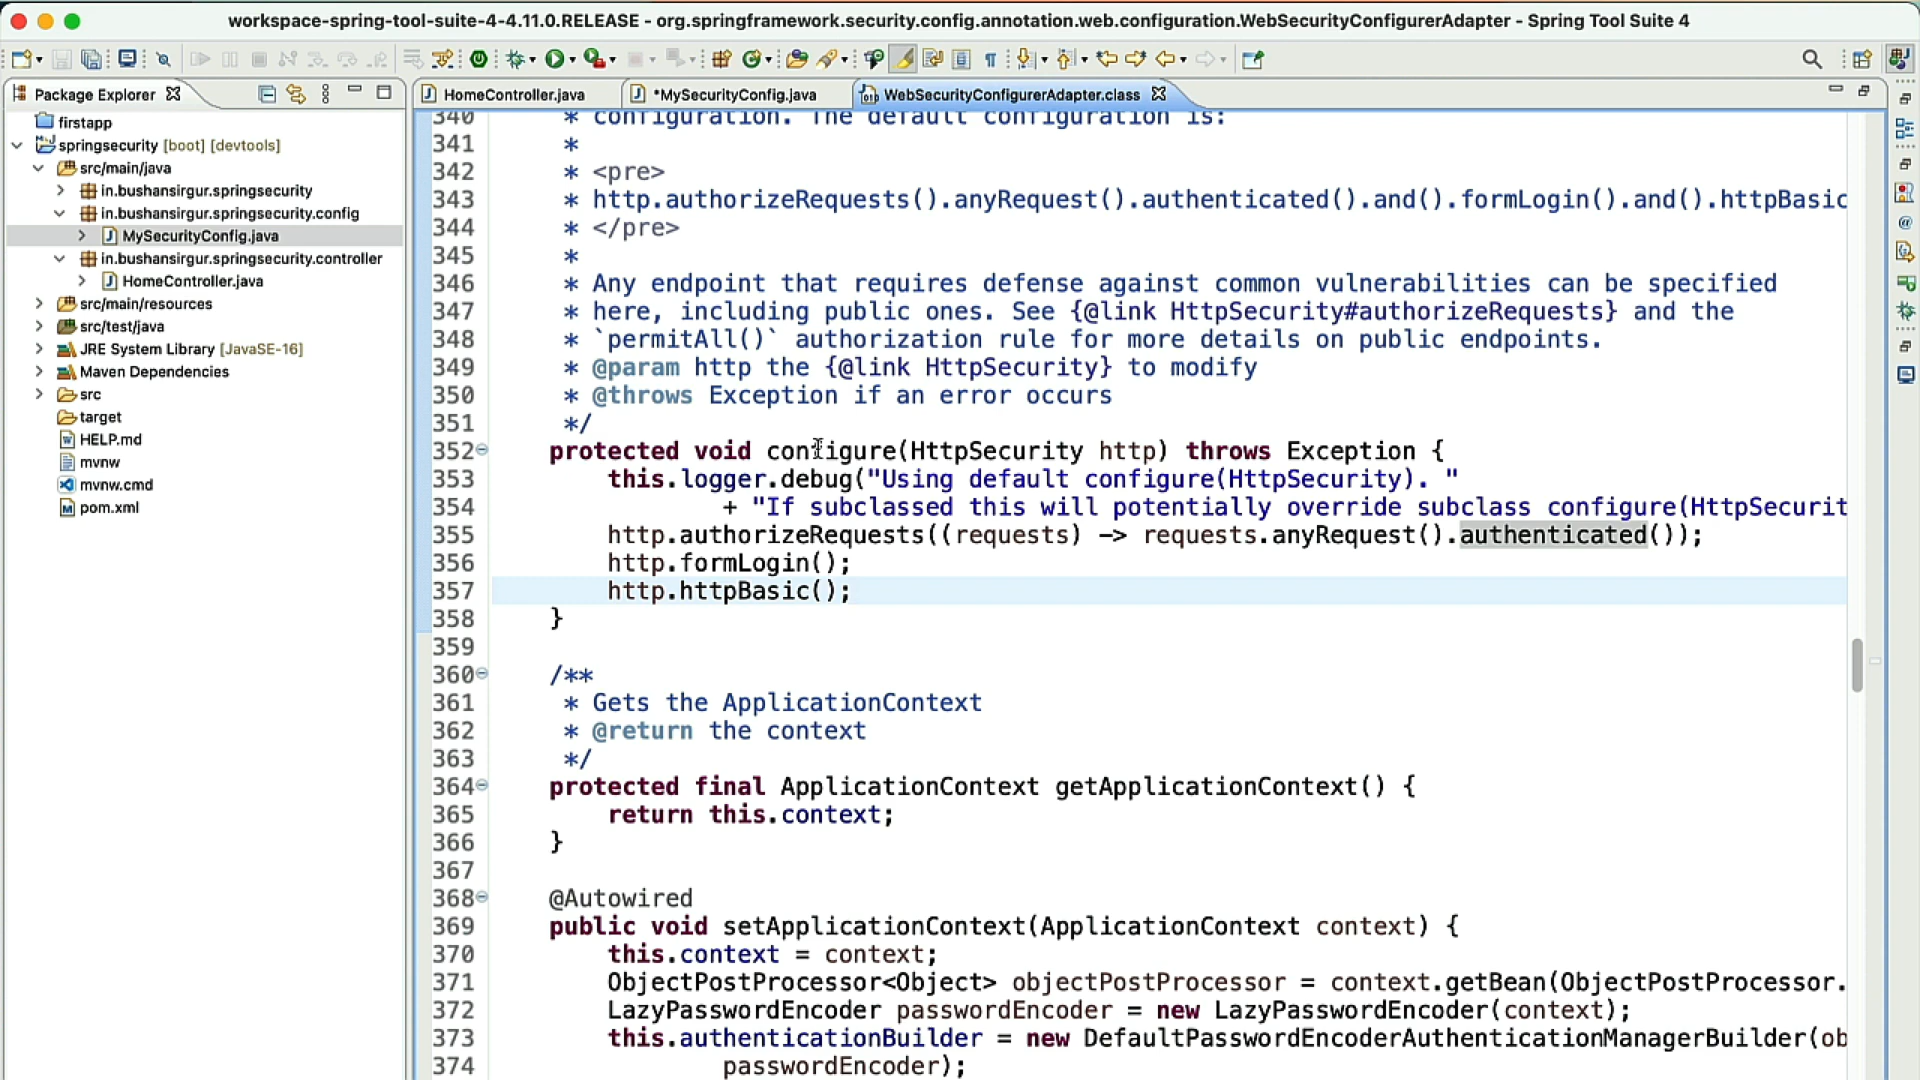 workspace-spring-tool-suite-4-4.11.0.RELEASE - org.springframework.security.config.annotation.web.configuration.WebSecurityConfigurerAdapter - Spring Tool Suite 4
Package Explorer
HomeController.java
*MySecurityConfig.java
WebSecurityConfigurerAdapter.class
firstapp
springsecurity [boot] [devtools]
src/main/java
in.bushansirgur.springsecurity
in.bushansirgur.springsecurity.config
MySecurityConfig.java
in.bushansirgur.springsecurity.controller
HomeController.java
src/main/resources
src/test/java
JRE System Library [JavaSE-16]
Maven Dependencies
src
target
HELP.md
mvnw
mvnw.cmd
pom.xml
340 * configuration. The default configuration is:
341 *
342 * <pre>
343 * http.authorizeRequests().anyRequest().authenticated().and().formLogin().and().httpBasic
344 * </pre>
345 *
346 * Any endpoint that requires defense against common vulnerabilities can be specified
347 * here, including public ones. See {@link HttpSecurity#authorizeRequests} and the
348 * `permitAll()` authorization rule for more details on public endpoints.
349 * @param http the {@link HttpSecurity} to modify
350 * @throws Exception if an error occurs
351 */
352 protected void configure(HttpSecurity http) throws Exception {
353 this.logger.debug("Using default configure(HttpSecurity). "
354 + "If subclassed this will potentially override subclass configure(HttpSecurit
355 http.authorizeRequests((requests) -> requests.anyRequest().authenticated());
356 http.formLogin();
357 http.httpBasic();
358 }
359
360 /**
361 * Gets the ApplicationContext
362 * @return the context
363 */
364 protected final ApplicationContext getApplicationContext() {
365 return this.context;
366 }
367
368 @Autowired
369 public void setApplicationContext(ApplicationContext context) {
370 this.context = context;
371 ObjectPostProcessor<Object> objectPostProcessor = context.getBean(ObjectPostProcessor.
372 LazyPasswordEncoder passwordEncoder = new LazyPasswordEncoder(context);
373 this.authenticationBuilder = new DefaultPasswordEncoderAuthenticationManagerBuilder(ob
374 passwordEncoder);